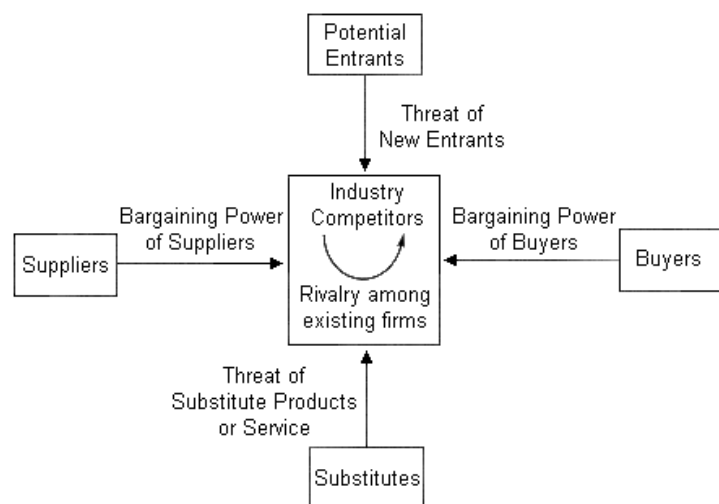 Potential
Entrants
Threat of
New Entrants
Industry
Competitors
Bargaining Power
of Suppliers
Bargaining Power
of Buyers
Suppliers
Buyers
Rivalry among
existing firms
Threat of
Substitute Products
or Service
Substitutes